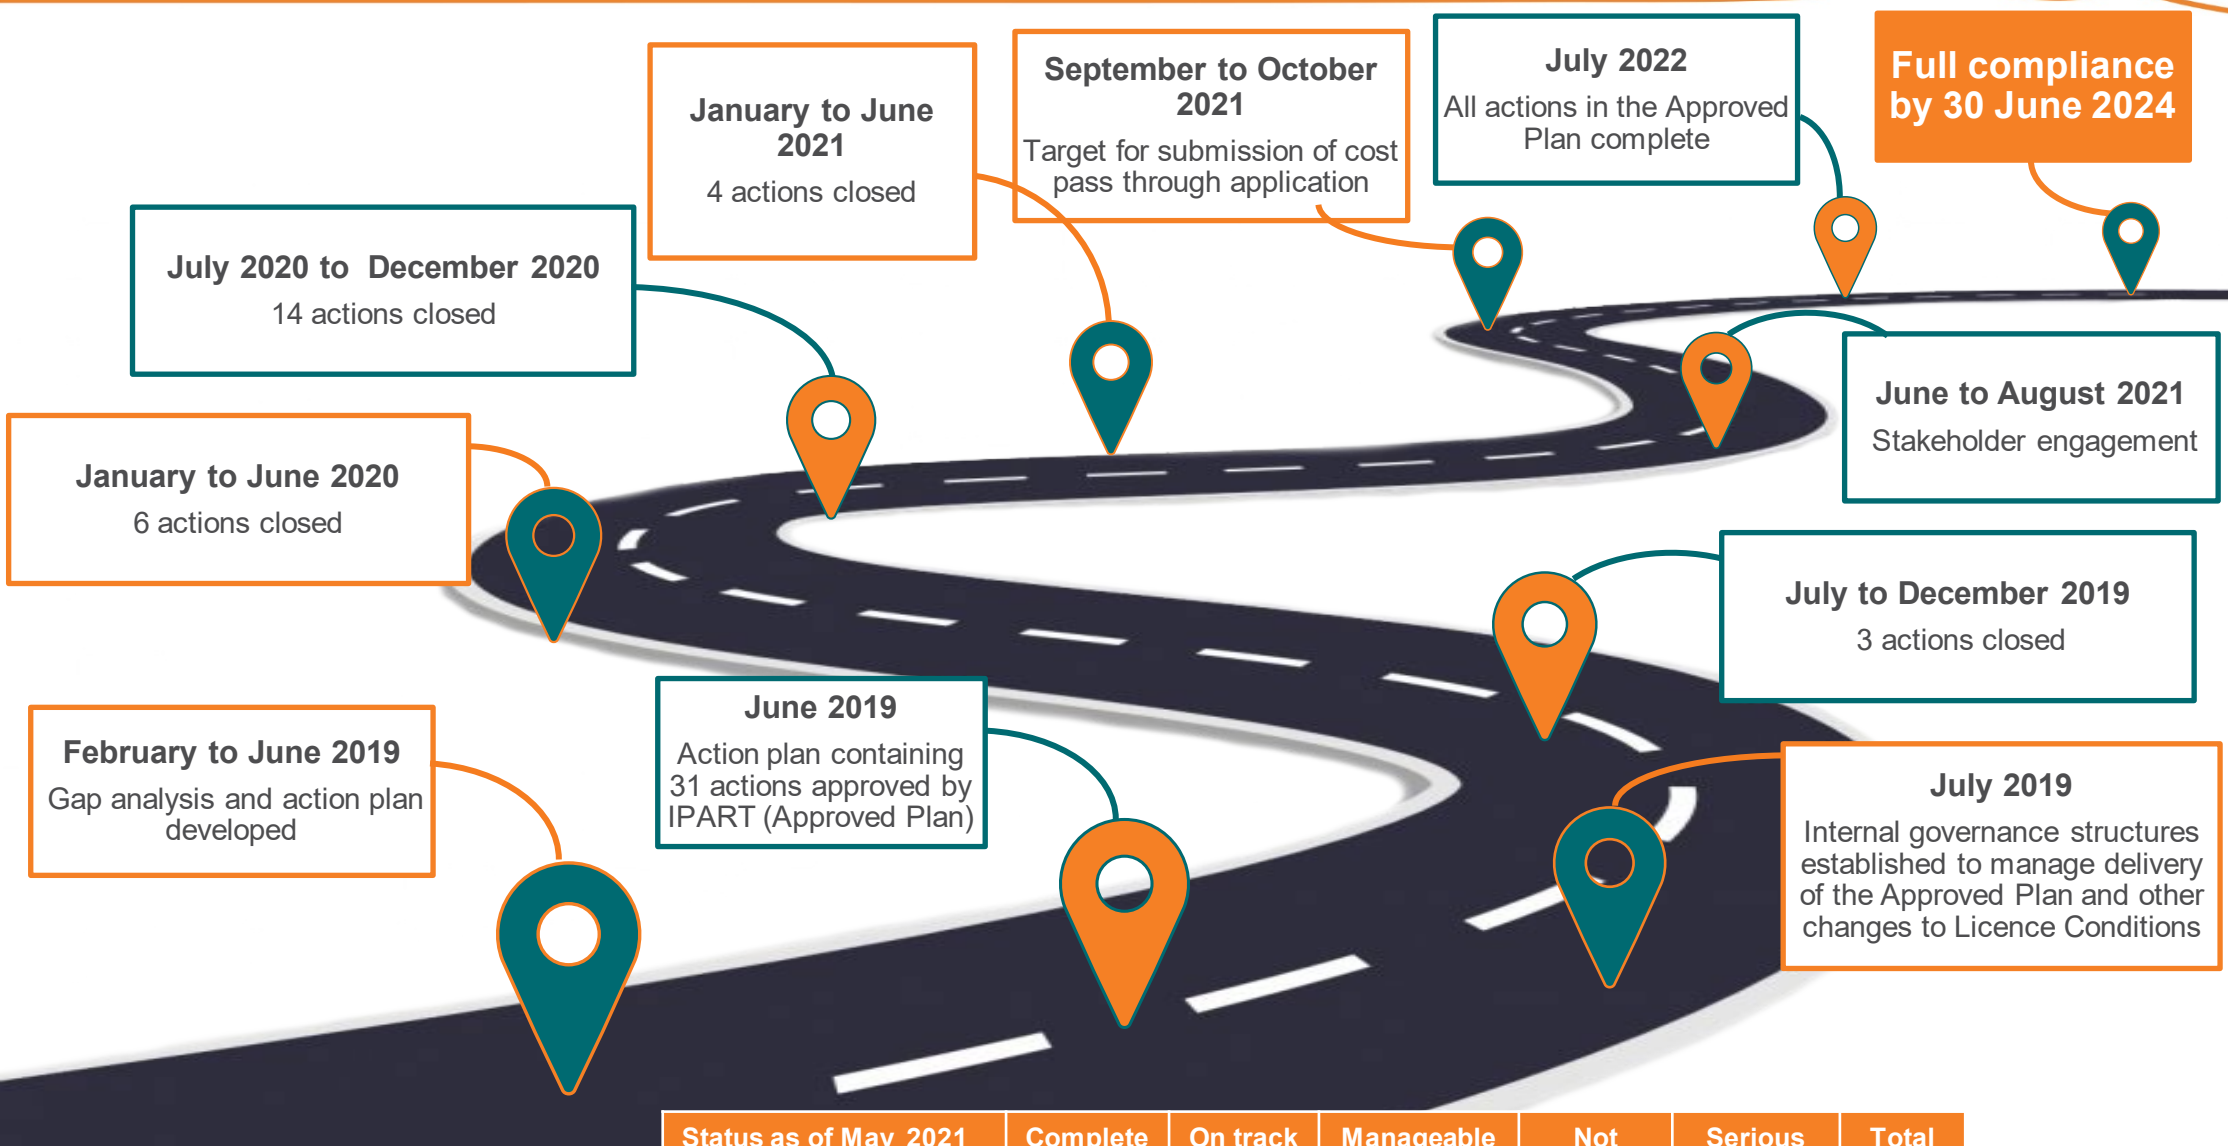 January to June
2021
4 actions closed
September to October
2021
Target for submission of cost
pass through application
July 2022
All actions in the Approved
Plan complete
Full compliance
by 30 June 2024
July 2020 to December 2020
14 actions closed
June to August 2021
Stakeholder engagement
January to June 2020
6 actions closed
July to December 2019
3 actions closed
February to June 2019
Gap analysis and action plan
developed
June 2019
Action plan containing
31 actions approved by
IPART (Approved Plan)
July 2019
Internal governance structures
established to manage delivery
of the Approved Plan and other
changes to Licence Conditions
Status as of May 2021 Complete On track Manageable Not Serious Total